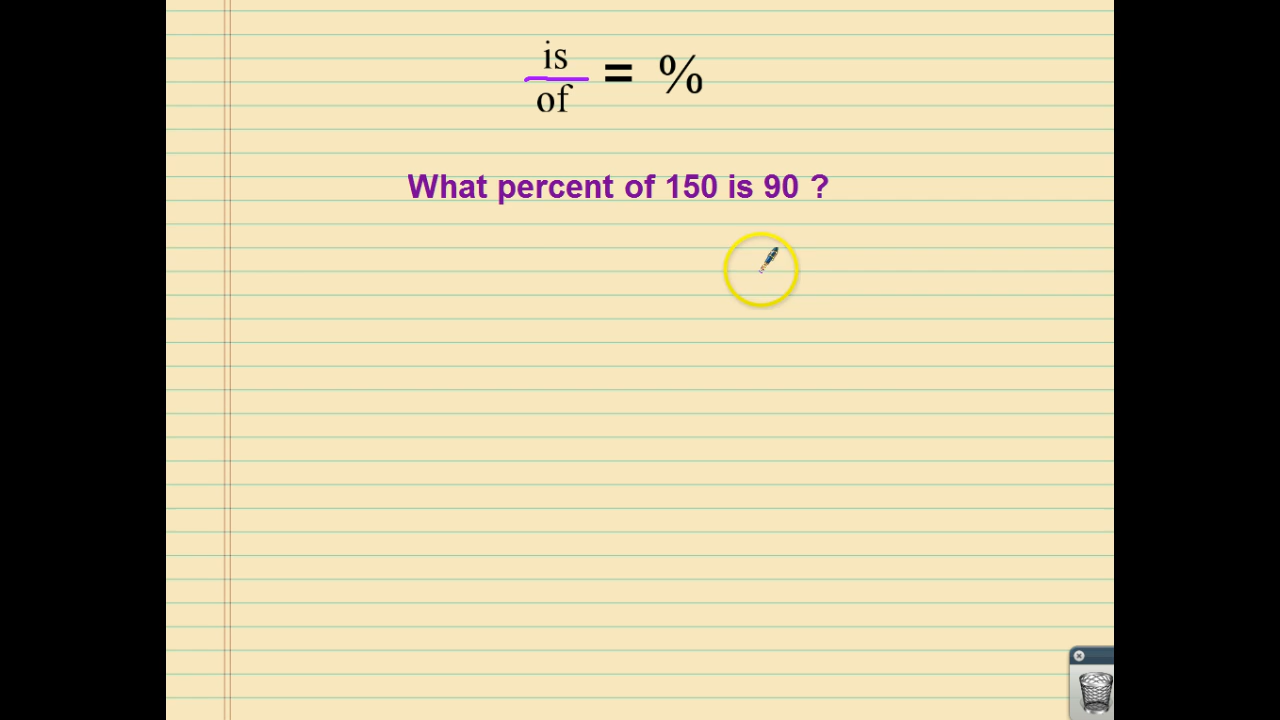 is
of = %
What percent of 150 is 90 ?